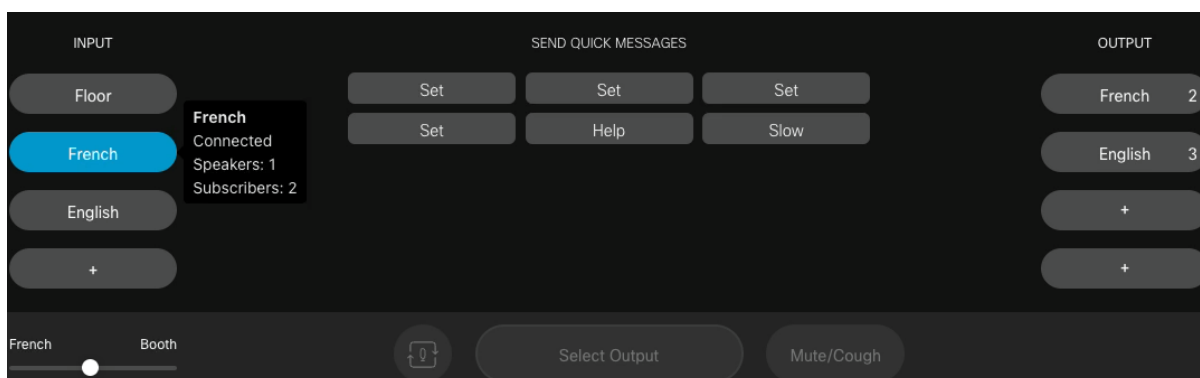 INPUT
SEND QUICK MESSAGES
OUTPUT
Floor
French
English
+
French
Connected
Speakers: 1
Subscribers: 2
Set Set Set
Set Help Slow
French 2
English 3
+
+
French Booth
Select Output
Mute/Cough